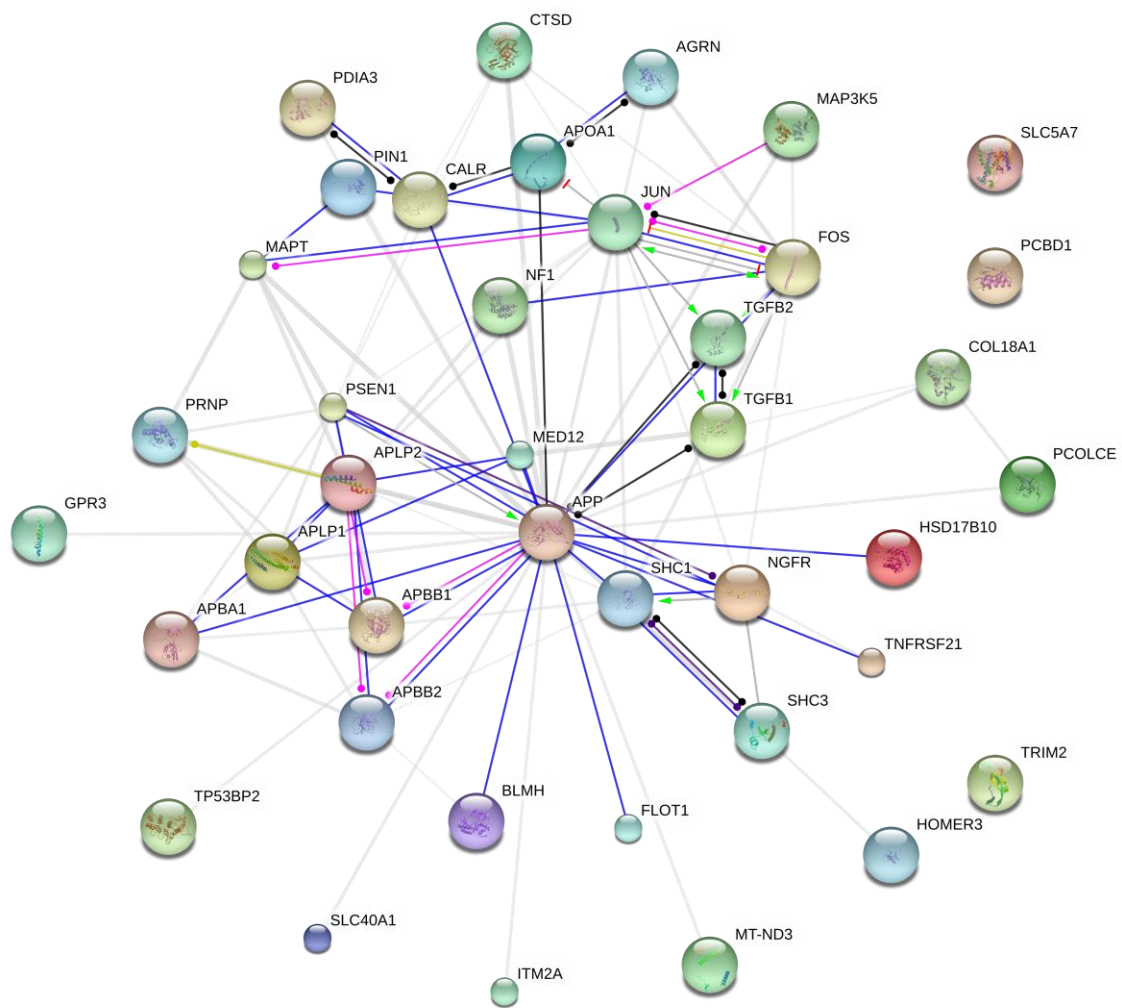 CTSD
AGRN
PDIA3
MAP3K5
APOA1
SLC5A7
PIN1
CALR
JUN
FOS
MAPT
PCBD1
NF1
TGFB2
COL18A1
PSEN1
TGFB1
PRNP
MED12
PCOLCE
APLP2
APP
GPR3
APLP1
HSD17B10
SHC1
NGFR
APBA1
APBB1
TNFRSF21
APBB2
SHC3
TRIM2
TP53BP2
BLMH
FLOT1
HOMER3
SLC40A1
MT-ND3
ITM2A